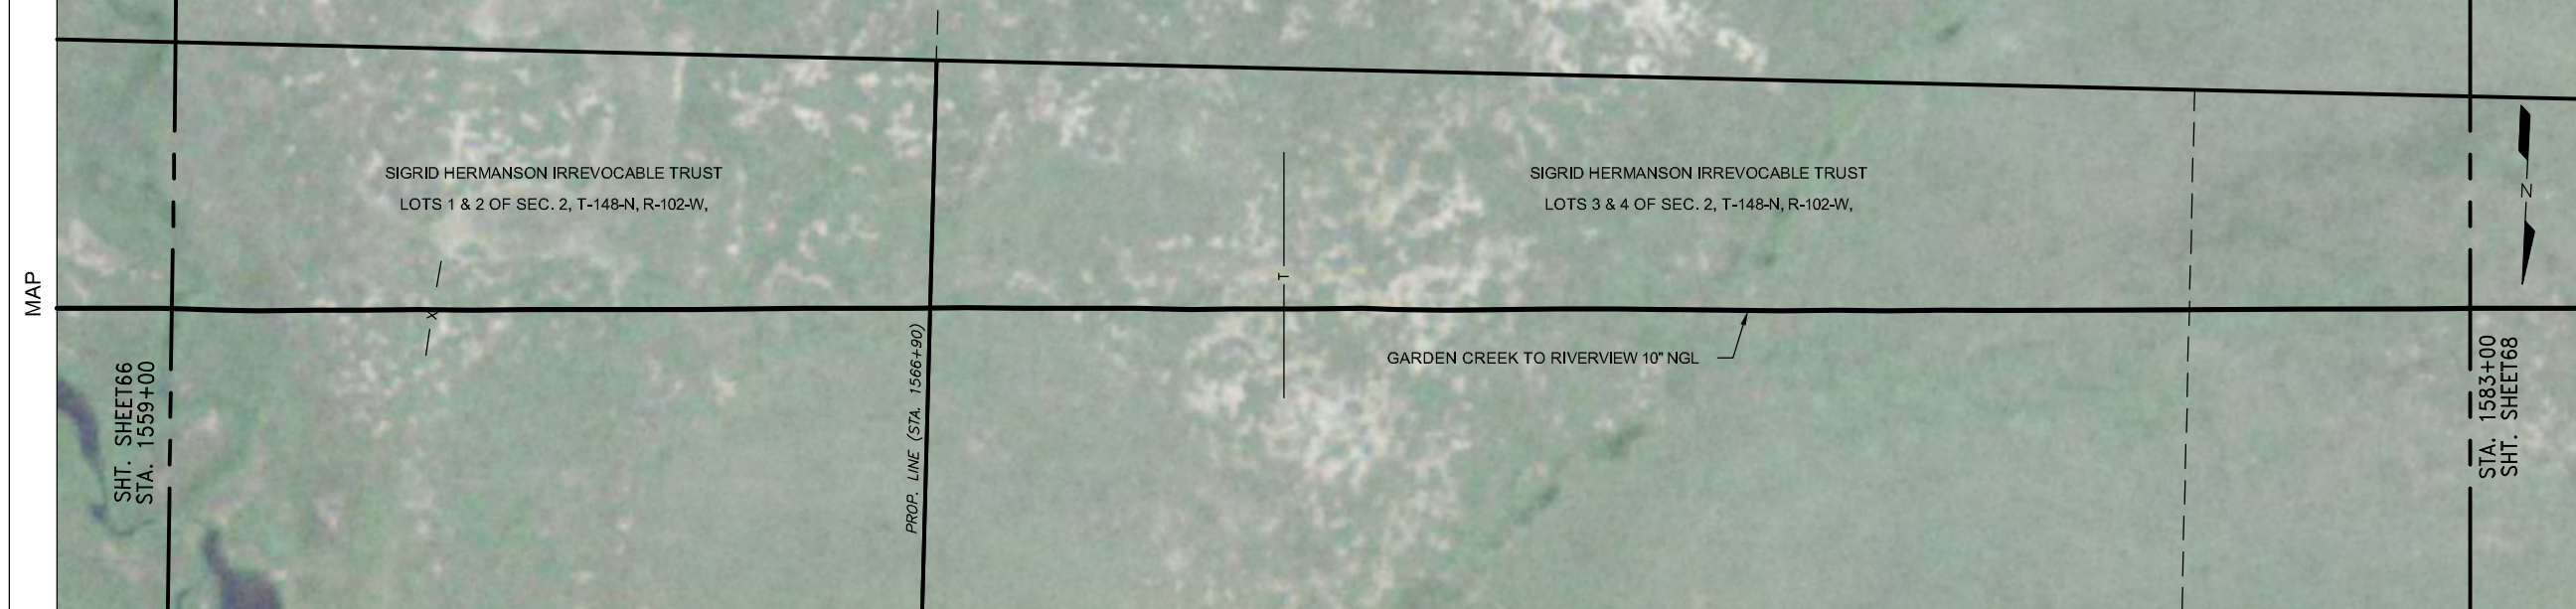 MAP
SHT. SHEET66
STA. 1559+00
SIGRID HERMANSON IRREVOCABLE TRUST
LOTS 1 & 2 OF SEC. 2, T-148-N, R-102-W,
X
PROP. LINE (STA. 1566+90)
T
SIGRID HERMANSON IRREVOCABLE TRUST
LOTS 3 & 4 OF SEC. 2, T-148-N, R-102-W,
GARDEN CREEK TO RIVERVIEW 10" NGL
STA. 1583+00
SHT. SHEET68
N